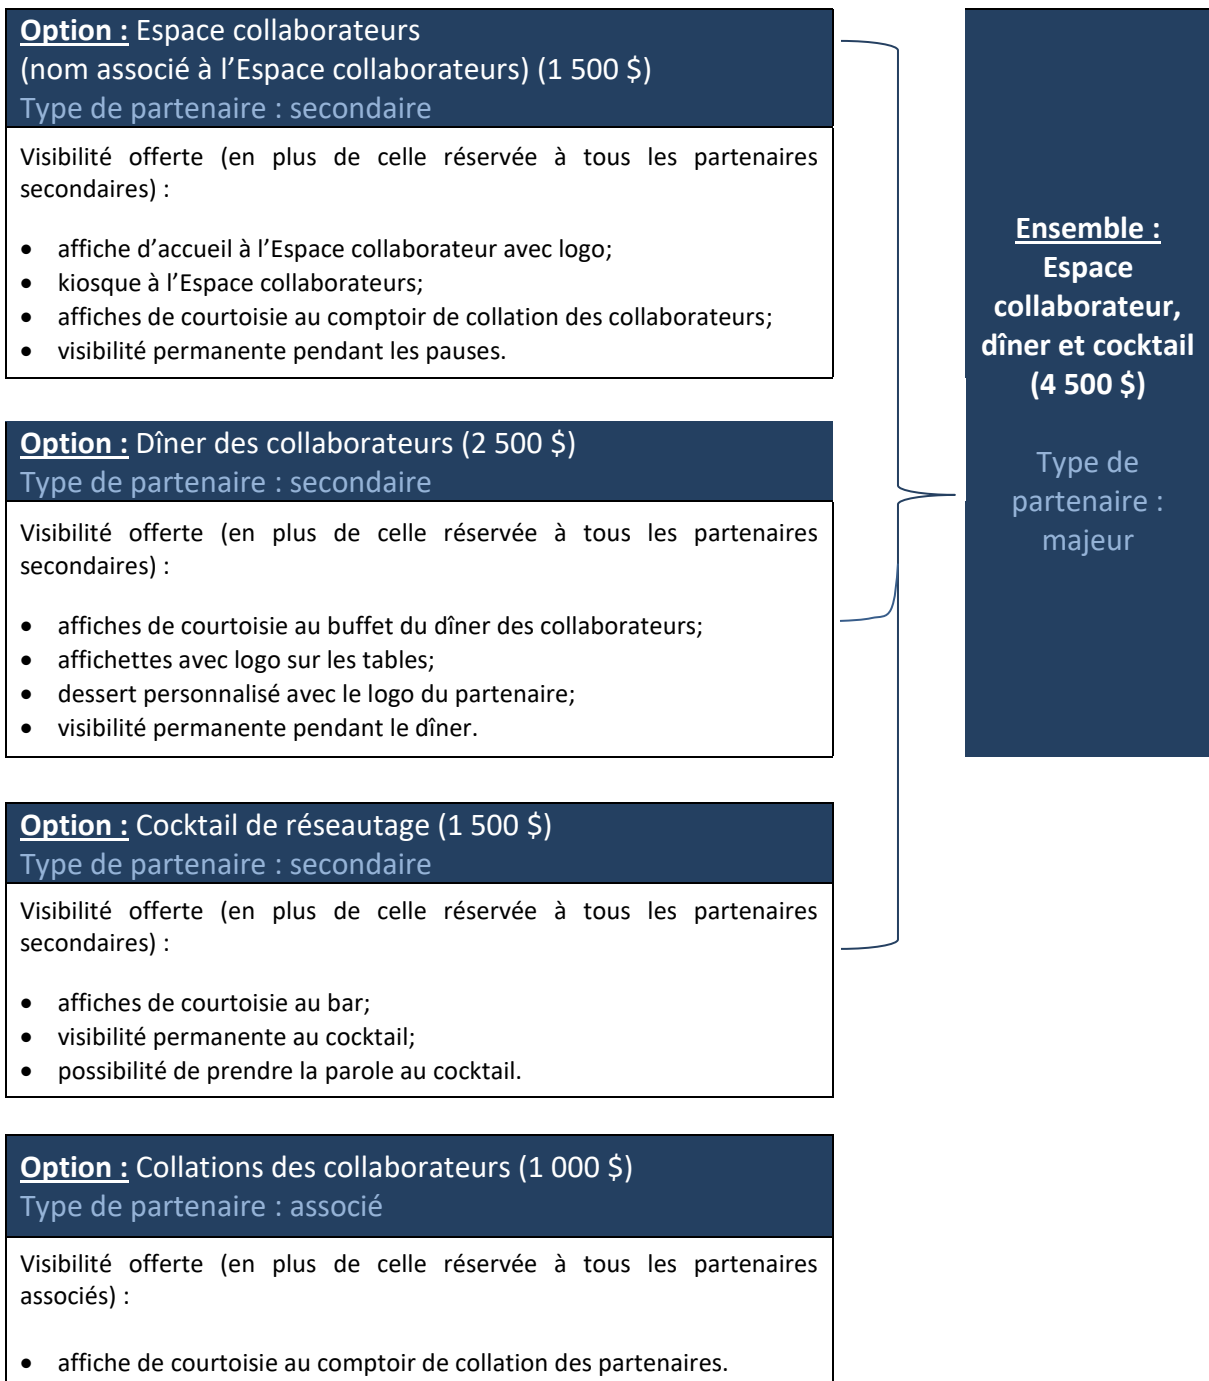 Option : Espace collaborateurs
(nom associé à l’Espace collaborateurs) (1 500 $)
Type de partenaire : secondaire
Visibilité offerte (en plus de celle réservée à tous les partenaires
secondaires) :
• affiche d’accueil à l’Espace collaborateur avec logo;
• kiosque à l’Espace collaborateurs;
• affiches de courtoisie au comptoir de collation des collaborateurs;
• visibilité permanente pendant les pauses.
Option : Dîner des collaborateurs (2 500 $)
Type de partenaire : secondaire
Visibilité offerte (en plus de celle réservée à tous les partenaires
secondaires) :
• affiches de courtoisie au buffet du dîner des collaborateurs;
• affichettes avec logo sur les tables;
• dessert personnalisé avec le logo du partenaire;
• visibilité permanente pendant le dîner.
Option : Cocktail de réseautage (1 500 $)
Type de partenaire : secondaire
Visibilité offerte (en plus de celle réservée à tous les partenaires
secondaires) :
• affiches de courtoisie au bar;
• visibilité permanente au cocktail;
• possibilité de prendre la parole au cocktail.
Option : Collations des collaborateurs (1 000 $)
Type de partenaire : associé
Visibilité offerte (en plus de celle réservée à tous les partenaires
associés) :
• affiche de courtoisie au comptoir de collation des partenaires.
Ensemble :
Espace
collaborateur,
dîner et cocktail
(4 500 $)
Type de
partenaire :
majeur